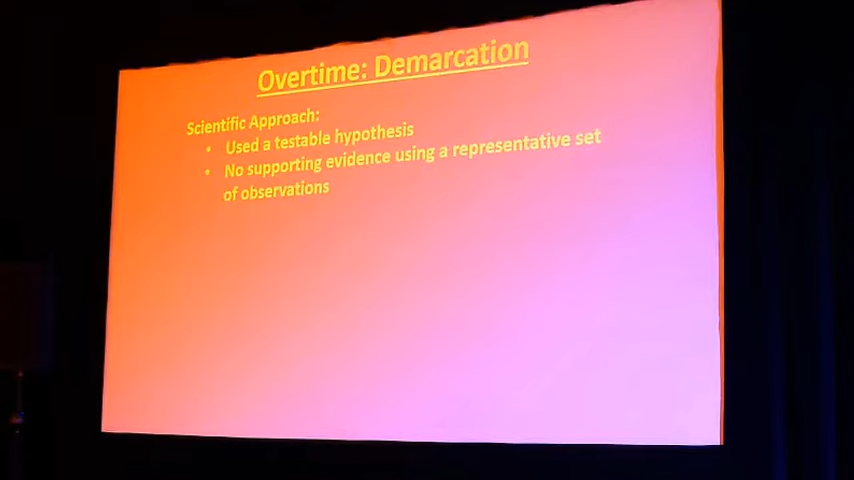 Overtime: Demarcation
Scientific Approach:
• Used a testable hypothesis
• No supporting evidence using a representative set
of observations